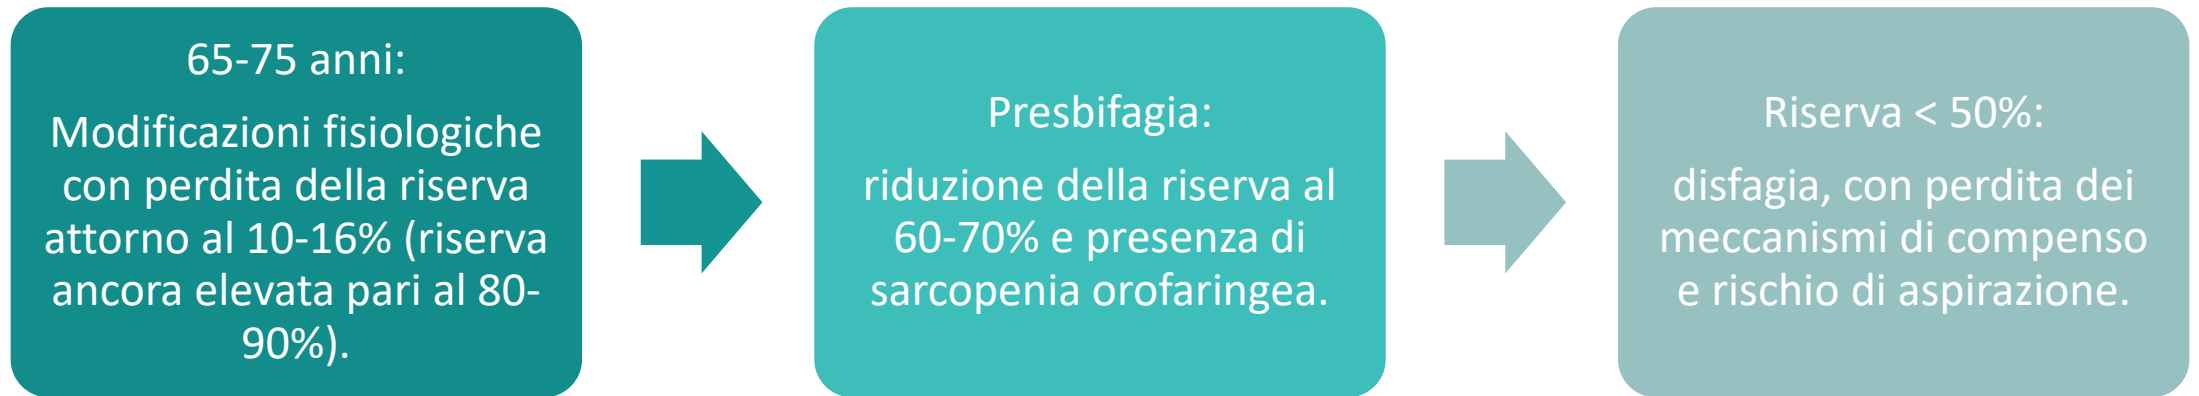 65-75 anni:
Modificazioni fisiologiche
con perdita della riserva
attorno al 10-16% (riserva
ancora elevata pari al 80-
90%).
Presbifagia:
riduzione della riserva al
60-70% e presenza di
sarcopenia orofaringea.
Riserva < 50%:
disfagia, con perdita dei
meccanismi di compenso
e rischio di aspirazione.